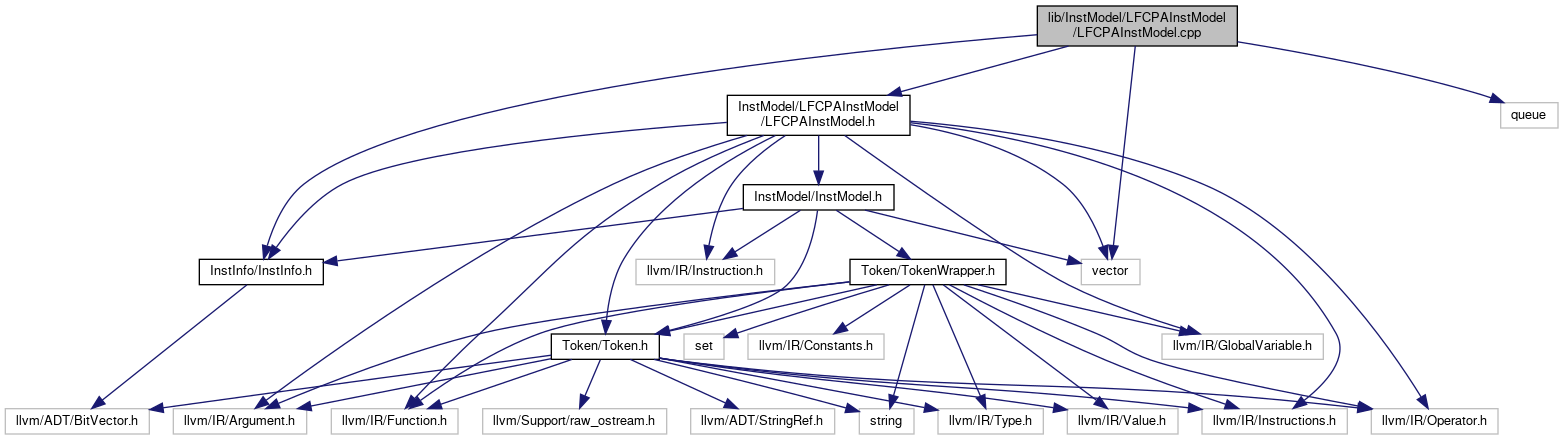 lib/InstModel/LFCPAInstModel
/LFCPAInstModel.cpp
InstModel/LFCPAInstModel
/LFCPAInstModel.h
queue
InstModel/InstModel.h
InstInfo/InstInfo.h
llvm/IR/Instruction.h
Token/TokenWrapper.h
vector
Token/Token.h
set
llvm/IR/Constants.h
llvm/IR/GlobalVariable.h
llvm/ADT/BitVector.h
llvm/IR/Argument.h
llvm/IR/Function.h
llvm/Support/raw_ostream.h
llvm/ADT/StringRef.h
string
llvm/IR/Type.h
llvm/IR/Value.h
llvm/IR/Instructions.h
llvm/IR/Operator.h